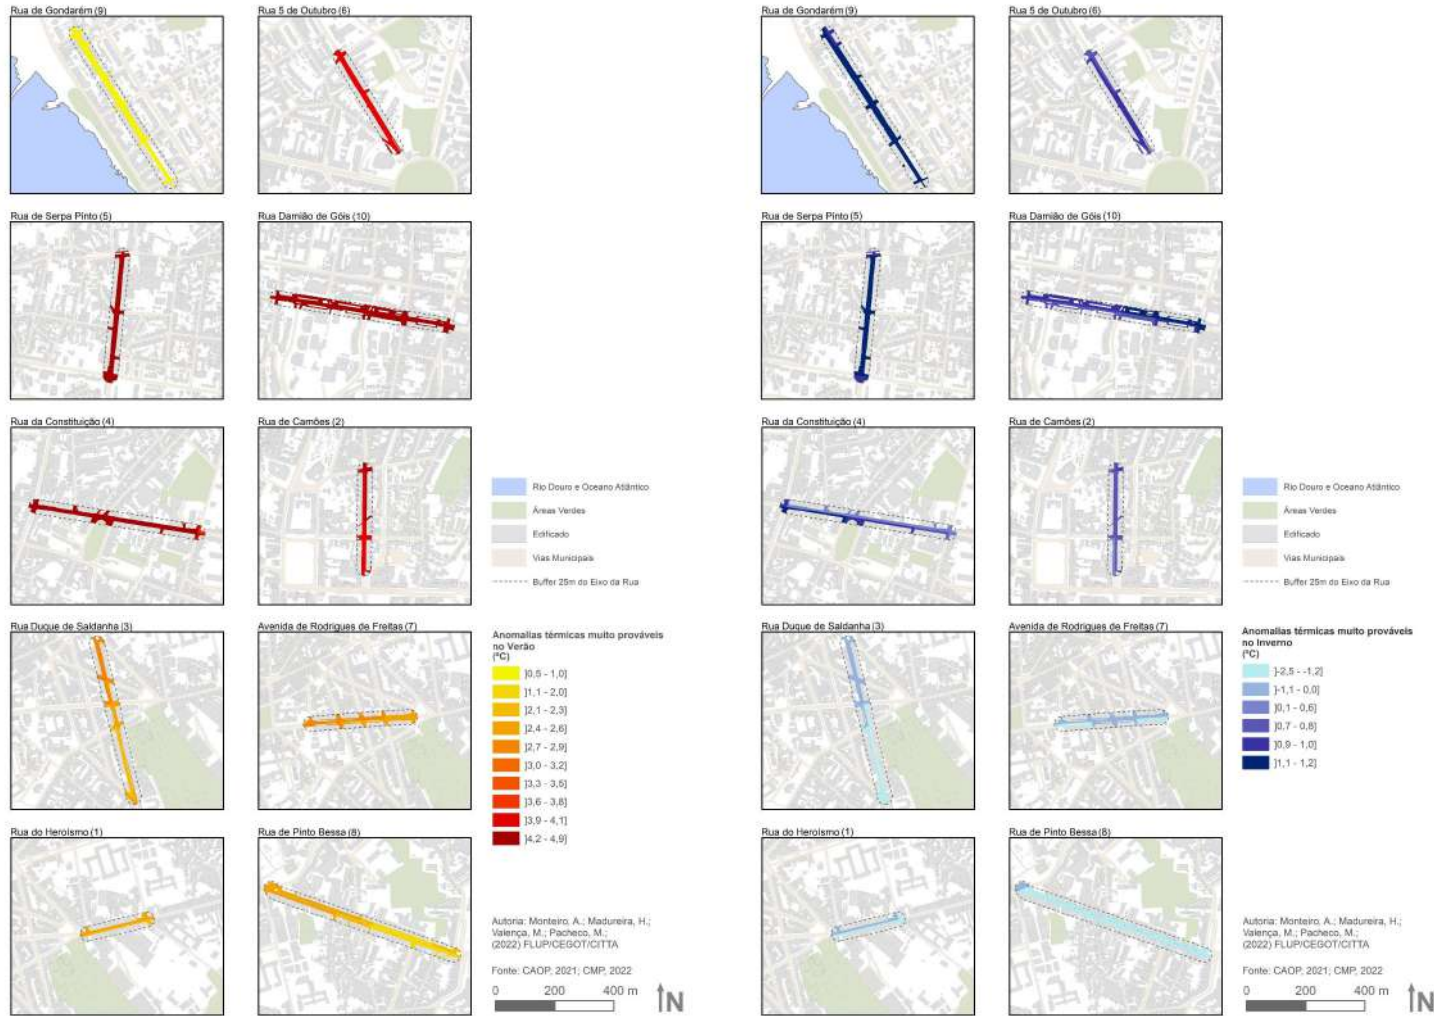 Rua de Gondarém (9)
Rua 5 de Outubro (6)
Rua de Serpa Pinto (5)
Rua Damião de Góis (10)
Rua da Constituição (4)
Rua de Camões (2)
Rio Douro e Oceano Atlântico
Áreas Verdes
Edificado
Vias Municipais
Buffer 25m do Eixo da Rua
Rua Duque de Saldanha (3)
Avenida de Rodrigues de Freitas (7)
Anomalias térmicas muito prováveis
no Verão
(ºC)
]0,5 - 1,0]
]1,1 - 2,0]
]2,1 - 2,3]
]2,4 - 2,6]
]2,7 - 2,9]
]3,0 - 3,2]
]3,3 - 3,5]
]3,6 - 3,8]
]3,9 - 4,1]
]4,2 - 4,9]
Rua do Heroísmo (1)
Rua de Pinto Bessa (8)
Autoria: Monteiro, A.; Madureira, H.;
Valença, M.; Pacheco, M.;
(2022) FLUP/CEGOT/CITTA
Fonte: CAOP, 2021; CMP, 2022
0 200 400 m
N
Rua de Gondarém (9)
Rua 5 de Outubro (6)
Rua de Serpa Pinto (5)
Rua Damião de Góis (10)
Rua da Constituição (4)
Rua de Camões (2)
Rio Douro e Oceano Atlântico
Áreas Verdes
Edificado
Vias Municipais
Buffer 25m do Eixo da Rua
Rua Duque de Saldanha (3)
Avenida de Rodrigues de Freitas (7)
Anomalias térmicas muito prováveis
no Inverno
(ºC)
]-2,5 - -1,2]
]-1,1 - 0,0]
]0,1 - 0,6]
]0,7 - 0,8]
]0,9 - 1,0]
]1,1 - 1,2]
Rua do Heroísmo (1)
Rua de Pinto Bessa (8)
Autoria: Monteiro, A.; Madureira, H.;
Valença, M.; Pacheco, M.;
(2022) FLUP/CEGOT/CITTA
Fonte: CAOP, 2021; CMP, 2022
0 200 400 m
N